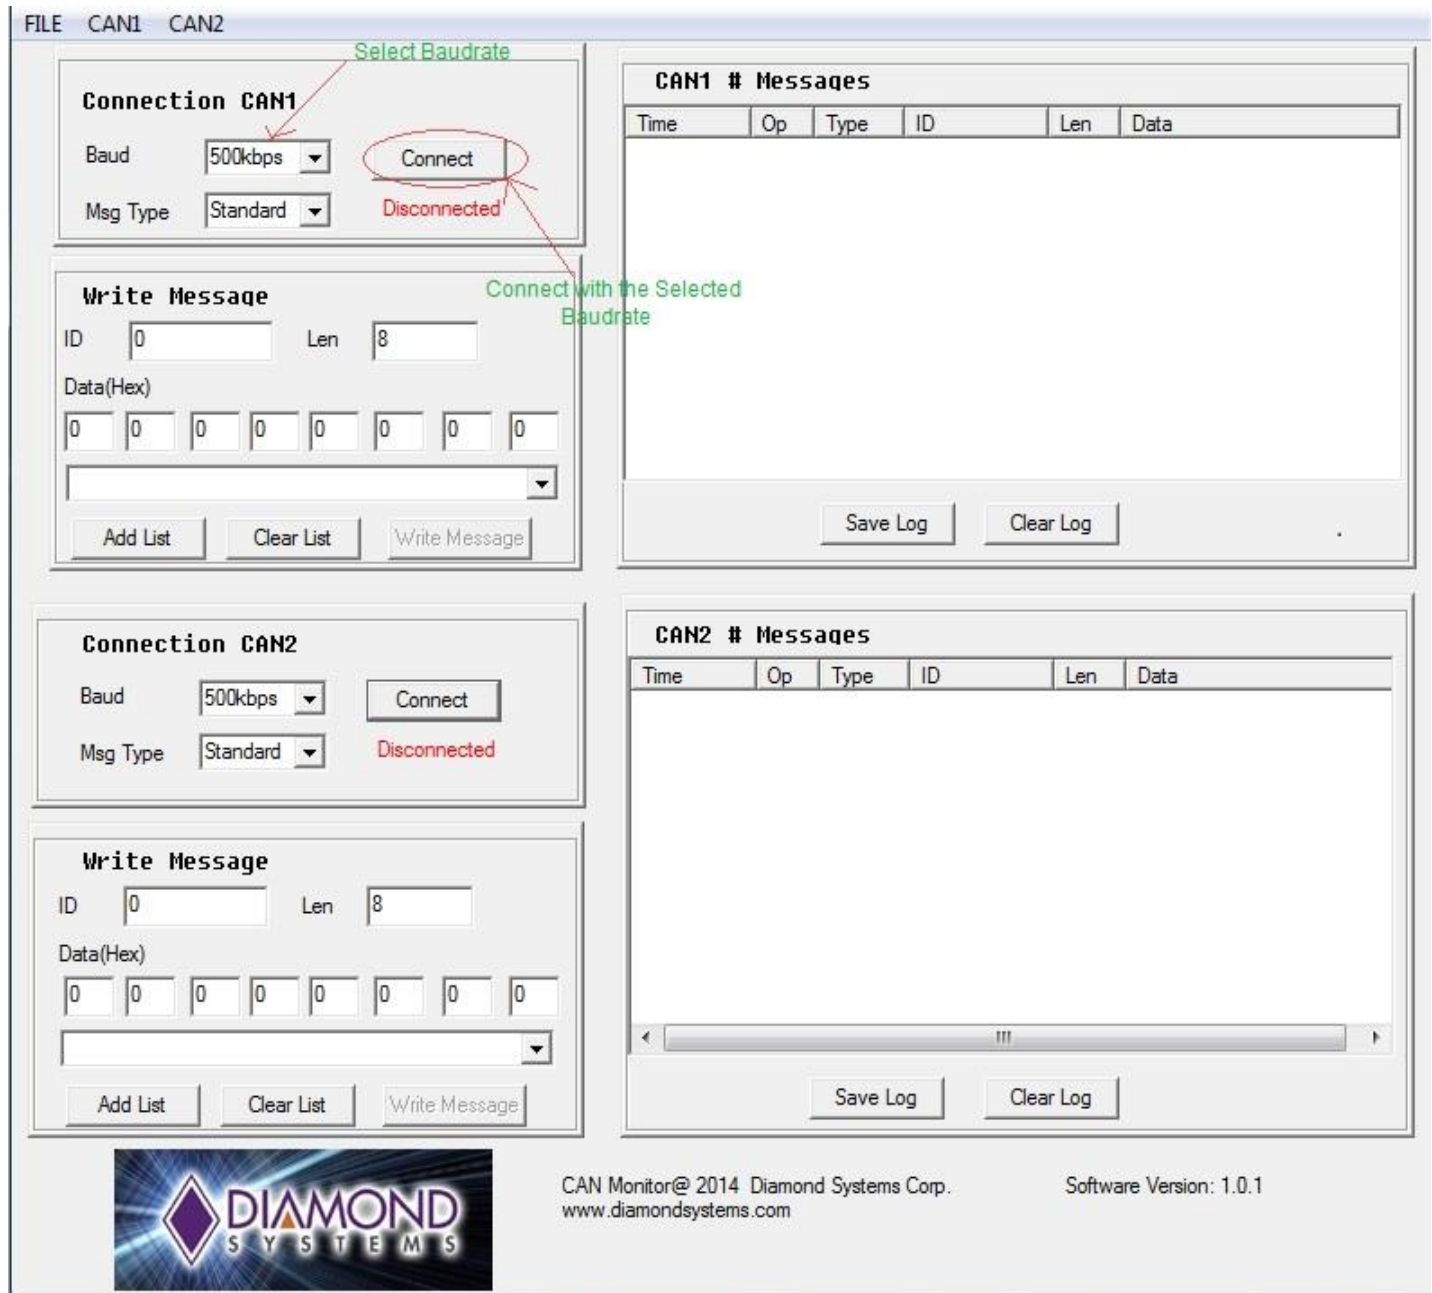 FILE CAN1 CAN2
Select Baudrate
Connection CAN1
Baud 500kbps Connect
Msg Type Standard Disconnected
Connect with the Selected
Baudrate
Write Message
ID 0 Len 8
Data(Hex)
0 0 0 0 0 0 0 0
Add List Clear List Write Message
CAN1 # Messages
Time Op Type ID Len Data
Save Log Clear Log
Connection CAN2
Baud 500kbps Connect
Msg Type Standard Disconnected
Write Message
ID 0 Len 8
Data(Hex)
0 0 0 0 0 0 0 0
Add List Clear List Write Message
CAN2 # Messages
Time Op Type ID Len Data
Save Log Clear Log
DIAMOND
SYSTEMS
CAN Monitor@ 2014 Diamond Systems Corp. Software Version: 1.0.1
www.diamondsystems.com